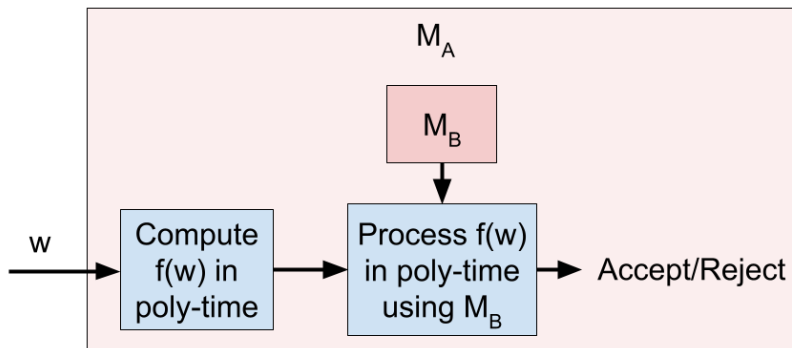 M_A
M_B
w
Compute
f(w) in
poly-time
Process f(w)
in poly-time
using M_B
Accept/Reject